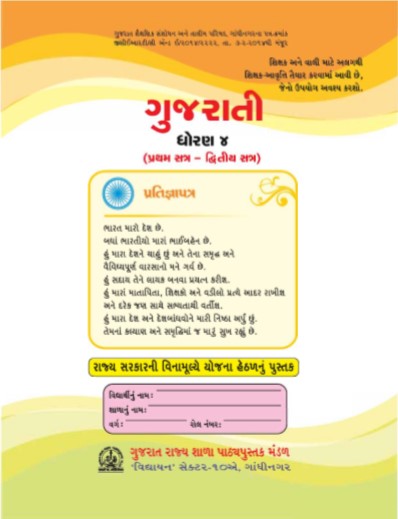 ગુજરાત શૈક્ષણિક સંશોધન અને તાલીમ પરિષદ, ગાંધીનગરના પત્ર-ક્રમાંક
શિક્ષક અને વાલી માટે અલગથી
શિક્ષક-આવૃત્તિ તૈયાર કરવામાં આવી છે,
જેનો ઉપયોગ અવશ્ય કરશો.
ગુજરાતી
ધોરણ ૪
(પ્રથમ સત્ર – દ્વિતીય સત્ર)
પ્રતિજ્ઞાપત્ર
ભારત મારો દેશ છે.
બધાં ભારતીયો મારાં ભાઈબહેન છે.
હું મારા દેશને ચાહું છું અને તેના સમૃદ્ધ અને
વૈવિધ્યપૂર્ણ વારસાનો મને ગર્વ છે.
હું સદાય તેને લાયક બનવા પ્રયત્ન કરીશ.
હું મારાં માતાપિતા, શિક્ષકો અને વડીલો પ્રત્યે આદર રાખીશ
અને દરેક જણ સાથે સભ્યતાથી વર્તીશ.
હું મારા દેશ અને દેશબાંધવોને મારી નિષ્ઠા અર્પું છું.
તેમનાં કલ્યાણ અને સમૃદ્ધિમાં જ મારું સુખ રહ્યું છે.
રાજ્ય સરકારની વિનામૂલ્યે યોજના હેઠળનું પુસ્તક
વિદ્યાર્થીનું નામ :
શાળાનું નામ :
વર્ગ : રોલ નંબર :
ગુજરાત રાજ્ય શાળા પાઠ્યપુસ્તક મંડળ
'વિદ્યાયન' સેક્ટર-૧૦એ, ગાંધીનગર